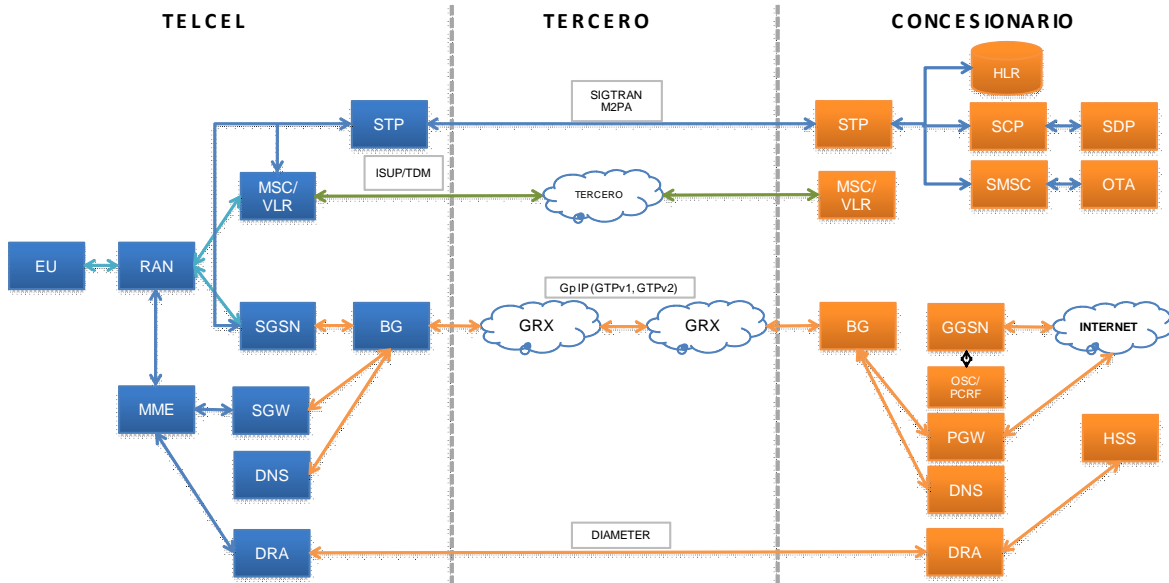 TELCEL
TERCERO
CONCESIONARIO
HLR
SIGTRAN
M2PA
STP
STP
SCP
SDP
ISUP/TDM
MSC/
VLR
TERCERO
MSC/
VLR
SMSC
OTA
EU
RAN
Gp IP (GTPv1, GTPv2)
SGSN
BG
GRX
GRX
BG
GGSN
INTERNET
OSC/
PCRF
MME
SGW
PGW
HSS
DNS
DNS
DIAMETER
DRA
DRA